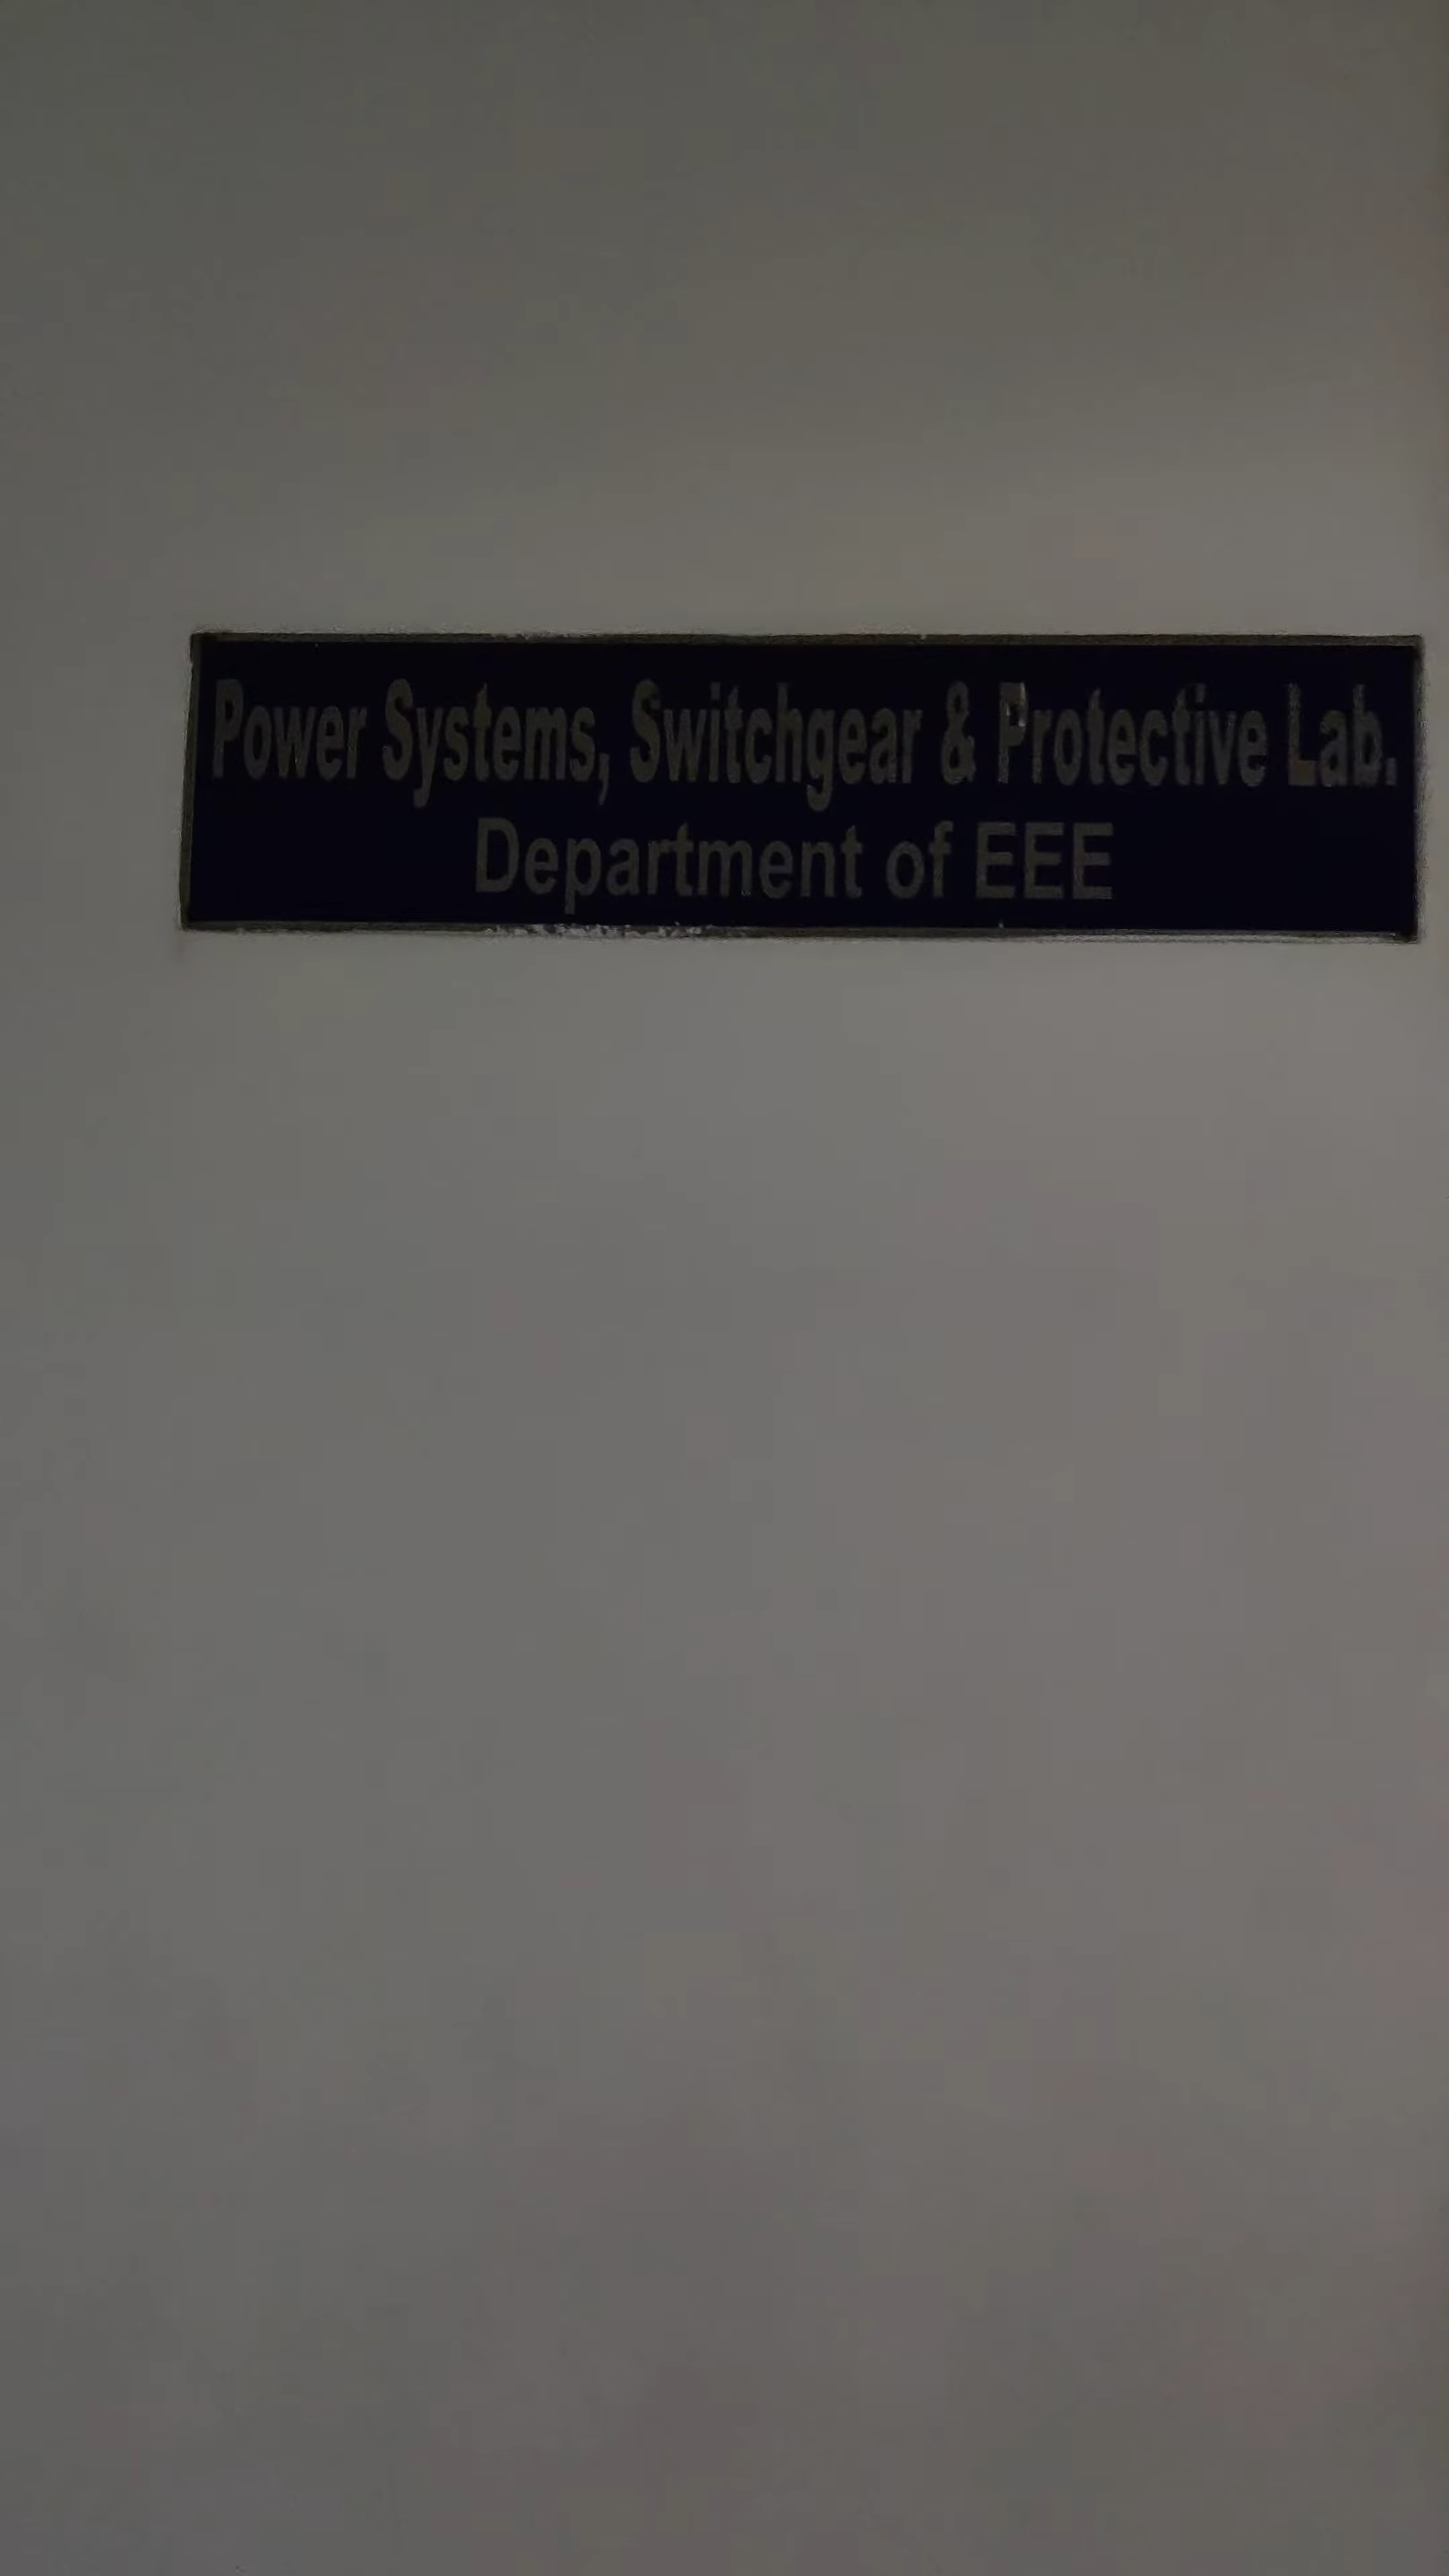 Power Systems, Switchgear & Protective Lab.
Department of EEE